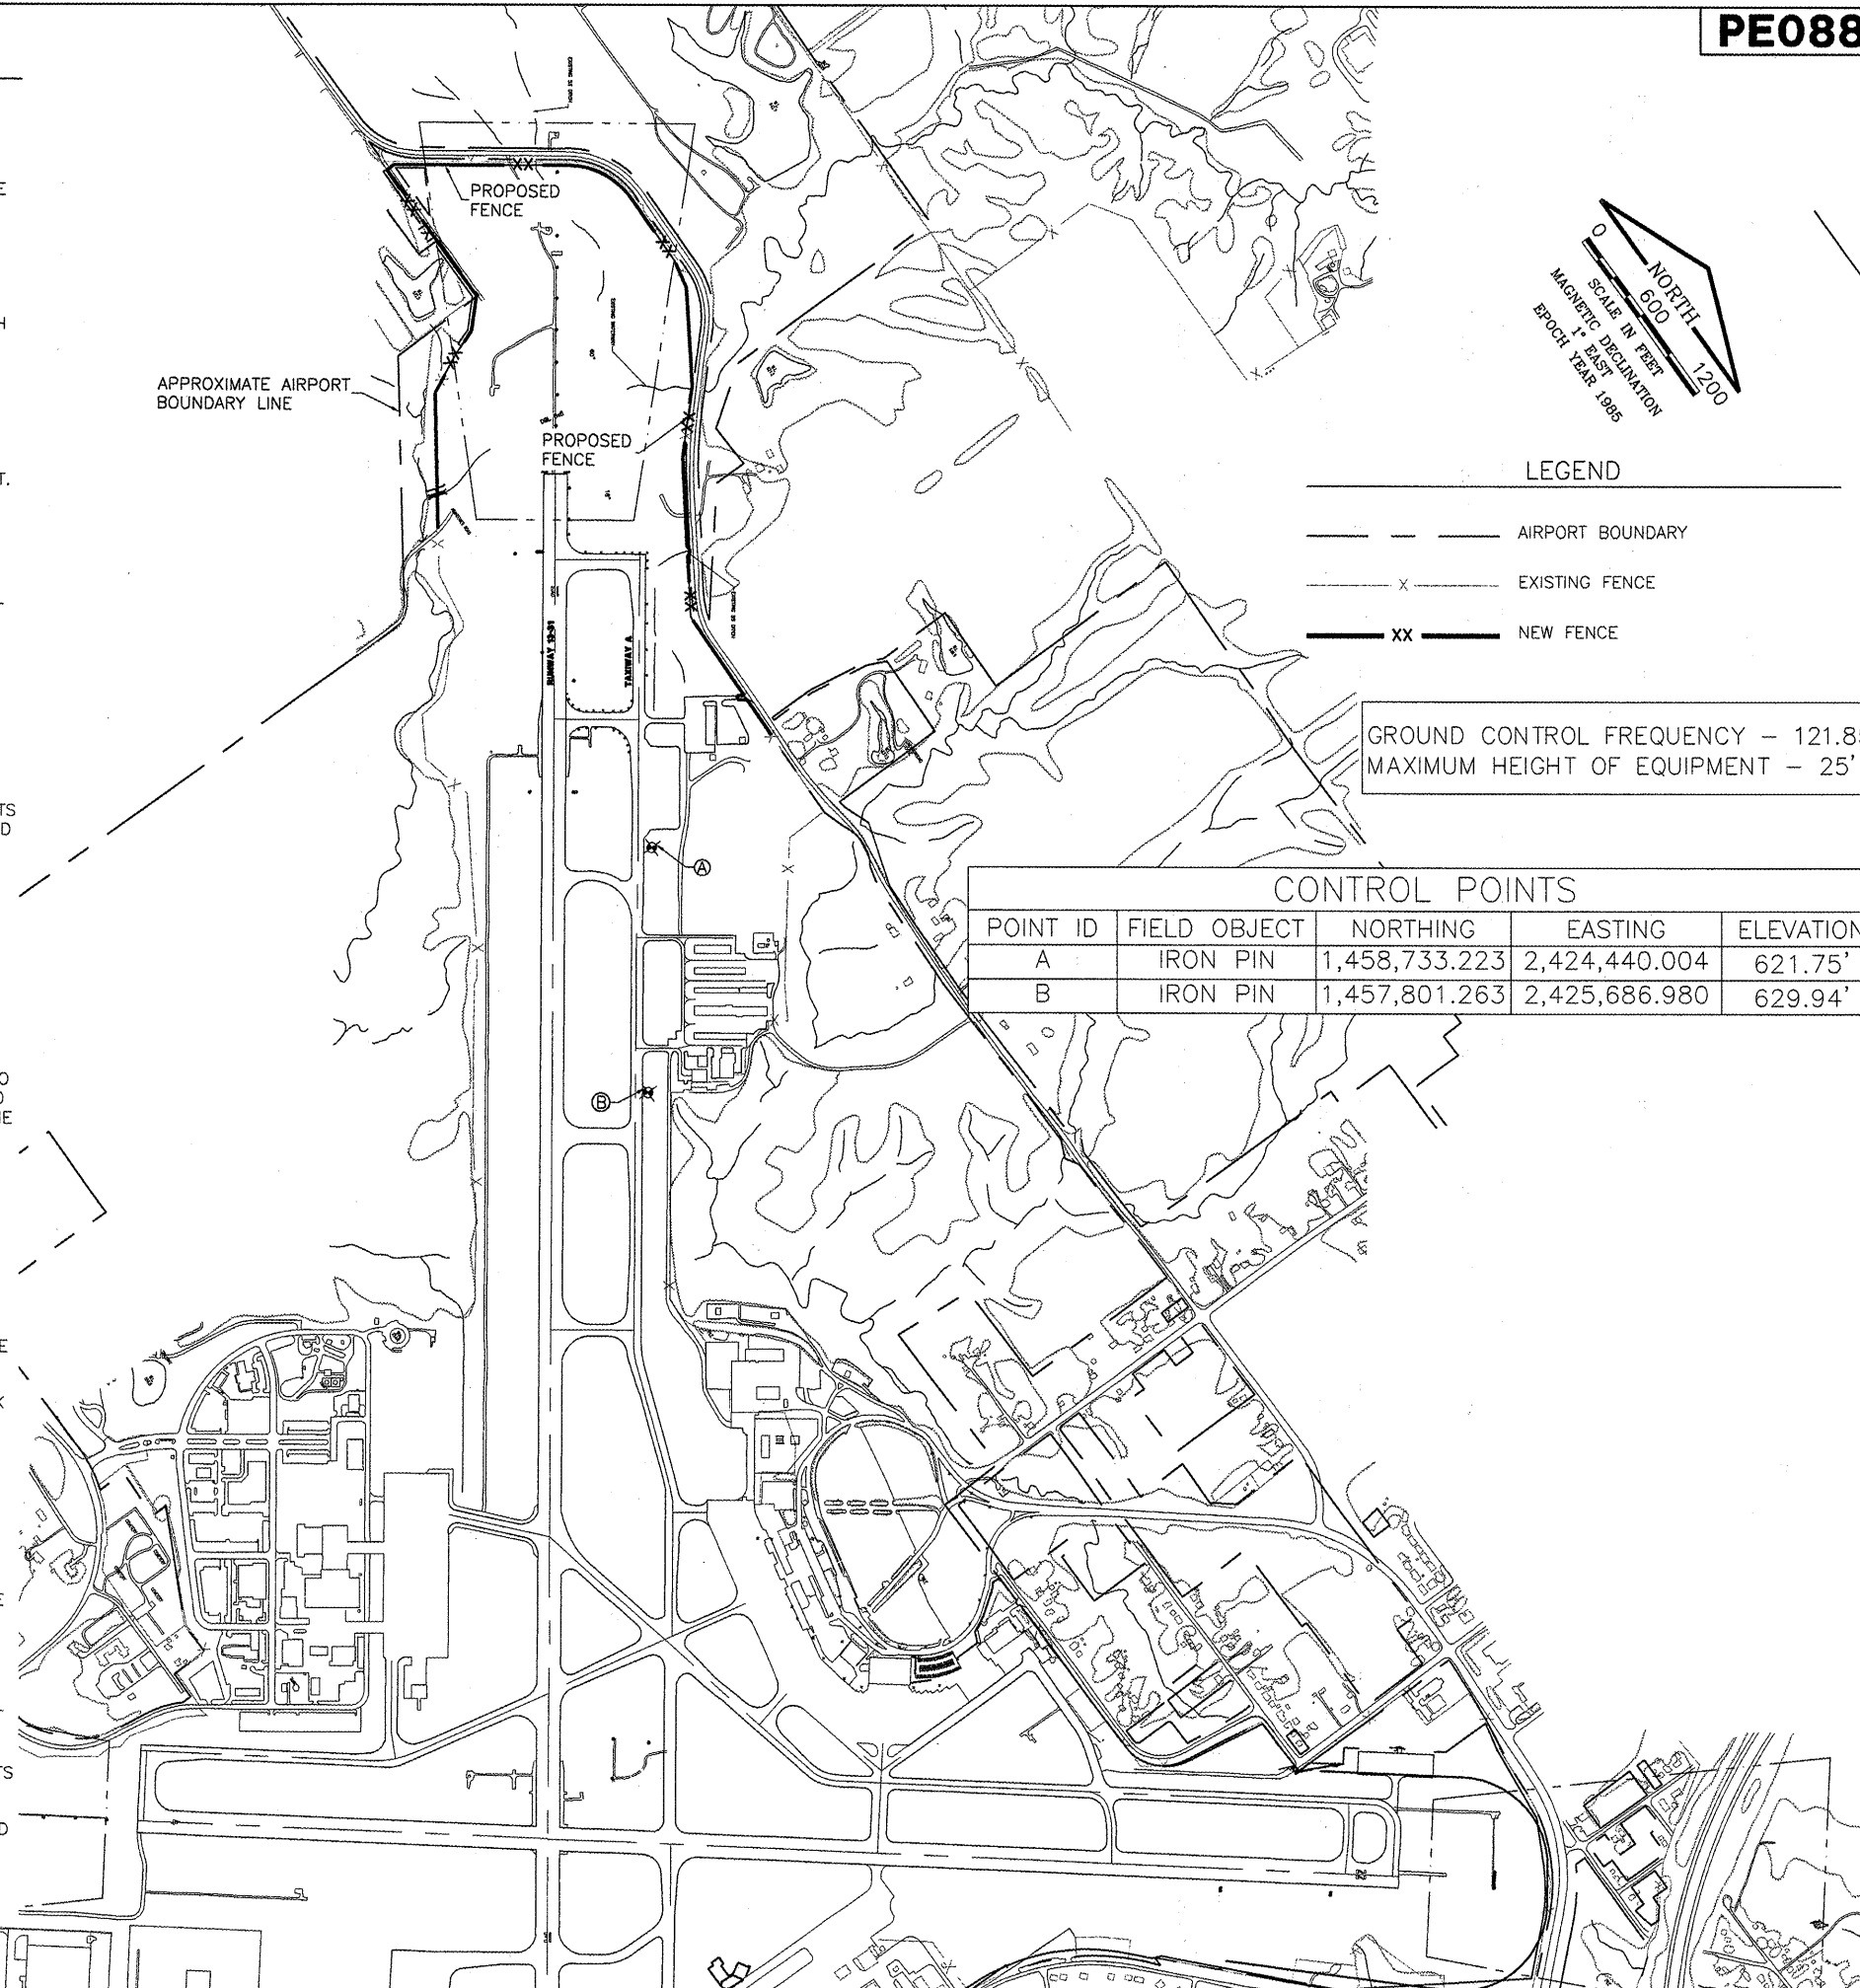 PE088
PROPOSED
FENCE
APPROXIMATE AIRPORT
BOUNDARY LINE
PROPOSED
FENCE
0
600
1200
NORTH
SCALE IN FEET
MAGNETIC DECLINATION
1° EAST
EPOCH YEAR 1985
LEGEND
AIRPORT BOUNDARY
X EXISTING FENCE
XX NEW FENCE
RUNWAY 13-31
TAXIWAY A
GROUND CONTROL FREQUENCY – 121.8
MAXIMUM HEIGHT OF EQUIPMENT – 25'
A
B
CONTROL POINTS
POINT ID FIELD OBJECT NORTHING EASTING ELEVATION
A IRON PIN 1,458,733.223 2,424,440.004 621.75'
B IRON PIN 1,457,801.263 2,425,686.980 629.94'